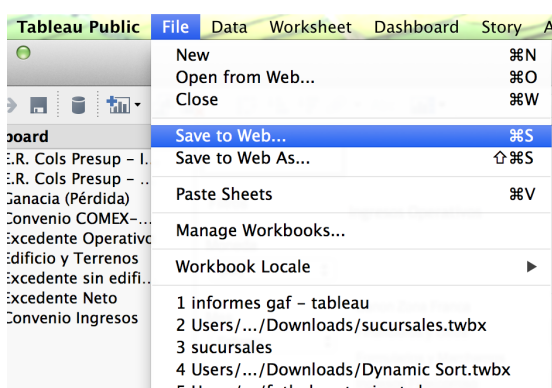 Tableau Public File Data Worksheet Dashboard Story
New ⌘N
Open from Web... ⌘O
Close ⌘W
Save to Web... ⌘S
Save to Web As... ⇧⌘S
Paste Sheets ⌘V
Manage Workbooks...
Workbook Locale
1 informes gaf - tableau
2 Users/.../Downloads/sucursales.twbx
3 sucursales
4 Users/.../Downloads/Dynamic Sort.twbx
board
E.R. Cols Presup - I...
E.R. Cols Presup - ...
Ganacia (Pérdida)
Convenio COMEX-...
Excedente Operativo
Edificio y Terrenos
Excedente sin edifi...
Excedente Neto
Convenio Ingresos